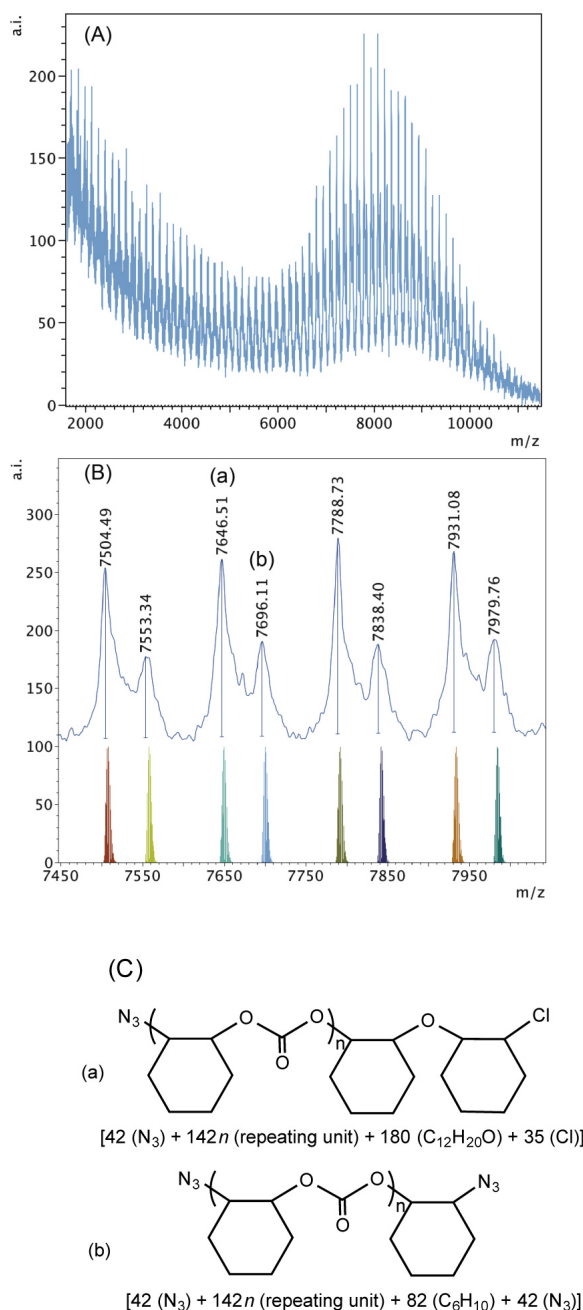 a.i.
(A)
200
150
100
50
0
2000 4000 6000 8000 10000
m/z
a.i.
(B)
(a)
(b)
300
250
200
150
100
50
0
7504.49
7553.34
7646.51
7696.11
7788.73
7838.40
7931.08
7979.76
7450 7550 7650 7750 7850 7950
m/z
(C)
N3 ( O O ) n O Cl
O
(a)
[42 (N3) + 142n (repeating unit) + 180 (C12H20O) + 35 (Cl)]
N3 ( O O ) n N3
O
(b)
[42 (N3) + 142n (repeating unit) + 82 (C6H10) + 42 (N3)]